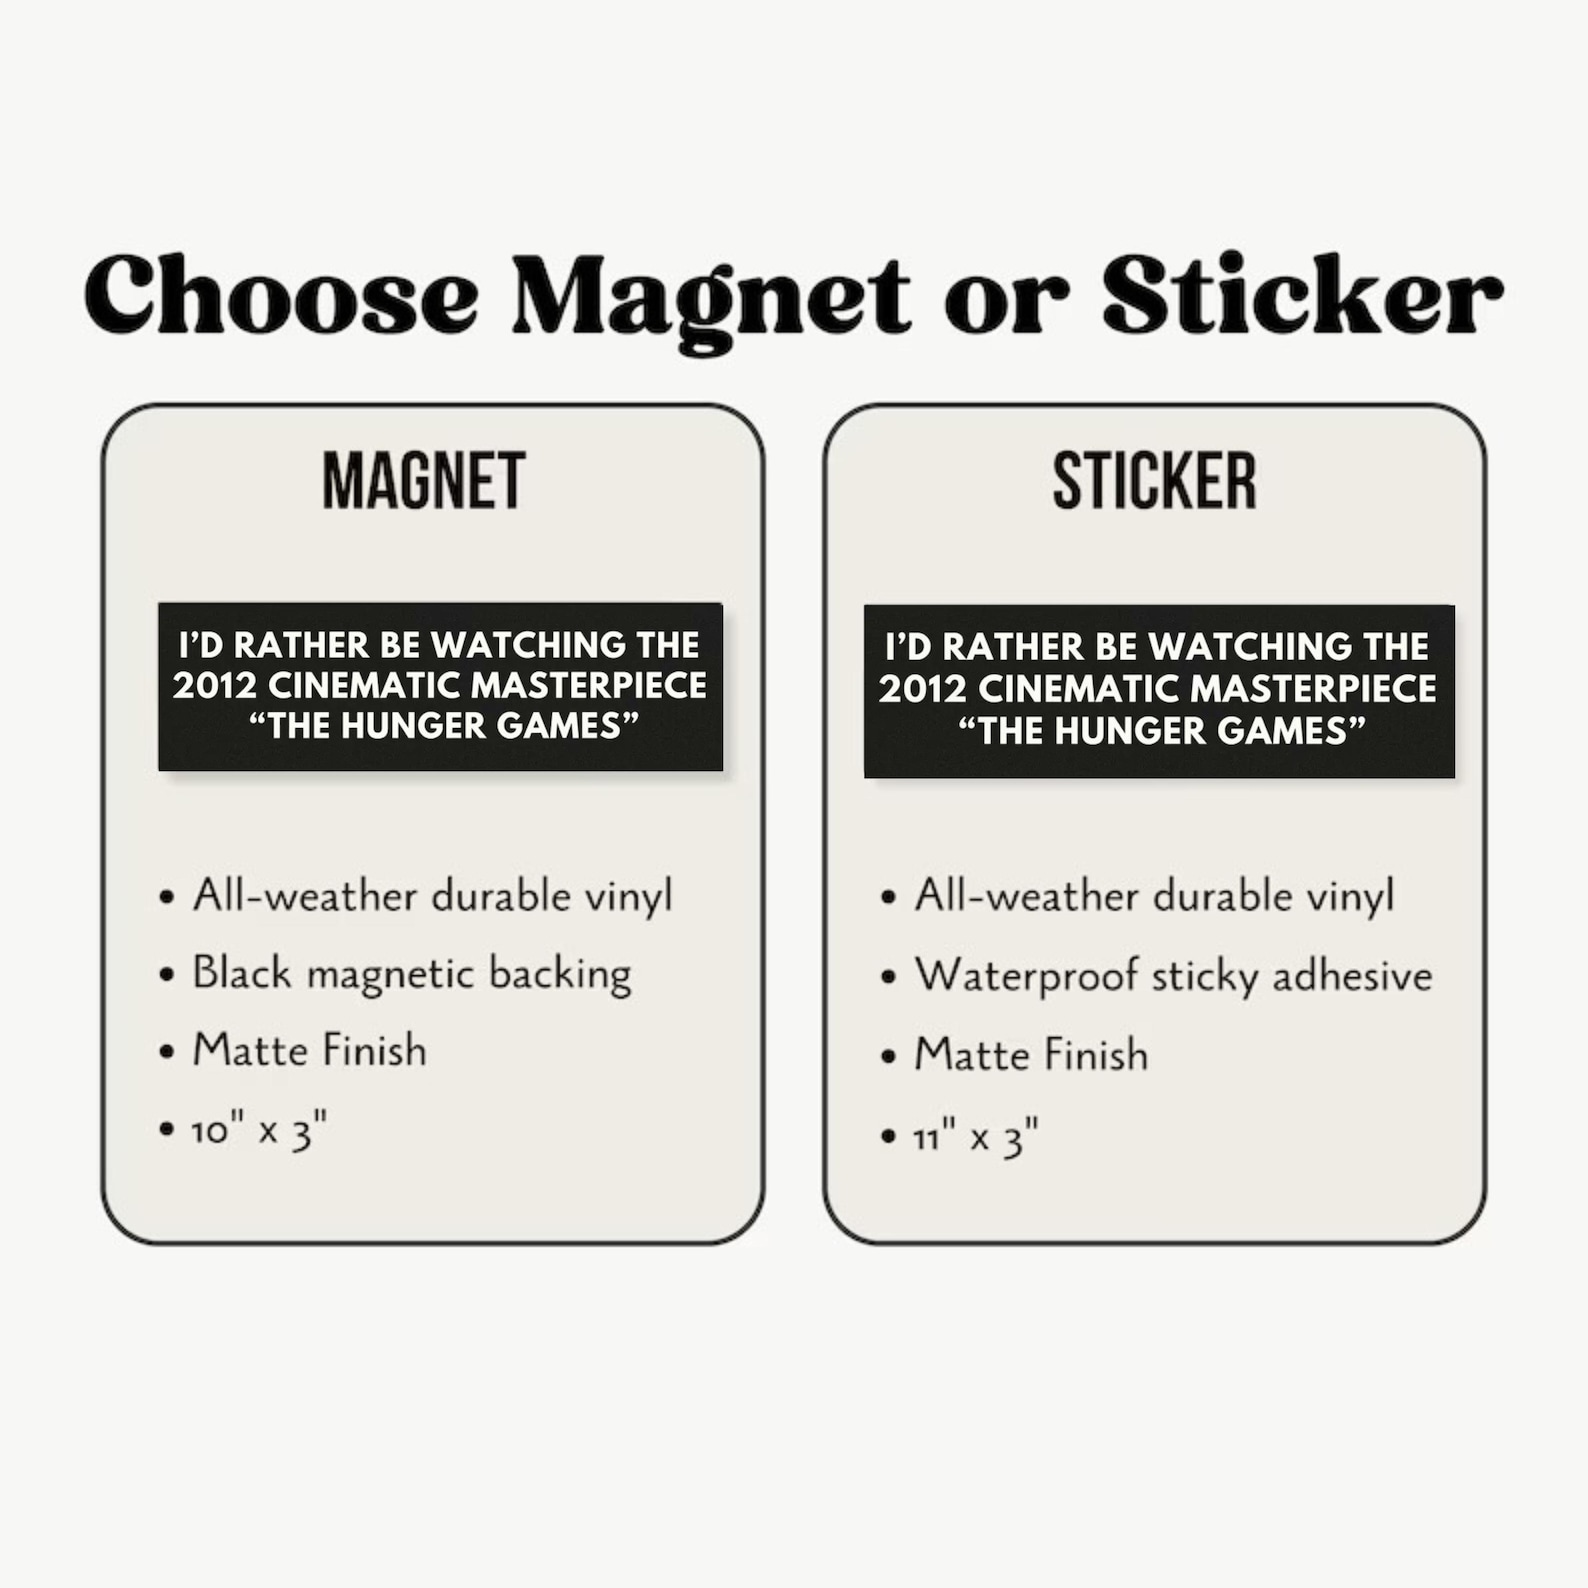 Choose Magnet or Sticker
MAGNET
I’D RATHER BE WATCHING THE
2012 CINEMATIC MASTERPIECE
“THE HUNGER GAMES”
• All-weather durable vinyl
• Black magnetic backing
• Matte Finish
• 10" x 3"
STICKER
I’D RATHER BE WATCHING THE
2012 CINEMATIC MASTERPIECE
“THE HUNGER GAMES”
• All-weather durable vinyl
• Waterproof sticky adhesive
• Matte Finish
• 11" x 3"